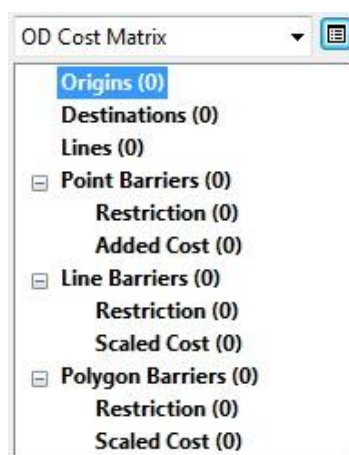 OD Cost Matrix
Origins (0)
Destinations (0)
Lines (0)
Point Barriers (0)
Restriction (0)
Added Cost (0)
Line Barriers (0)
Restriction (0)
Scaled Cost (0)
Polygon Barriers (0)
Restriction (0)
Scaled Cost (0)